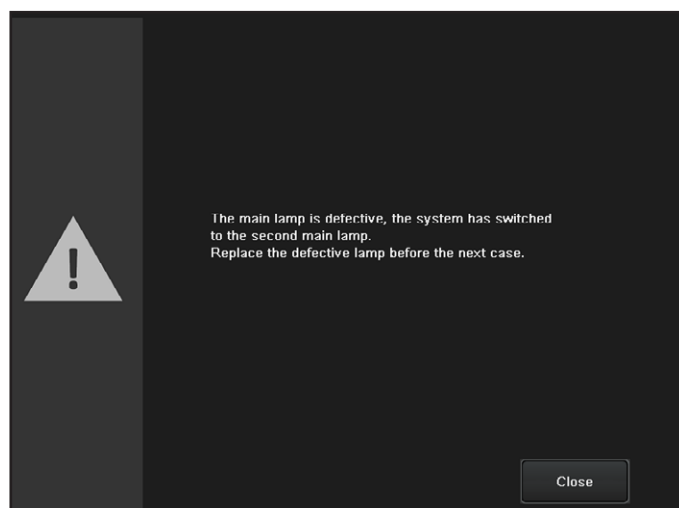 The main lamp is defective, the system has switched
to the second main lamp.
Replace the defective lamp before the next case.
Close